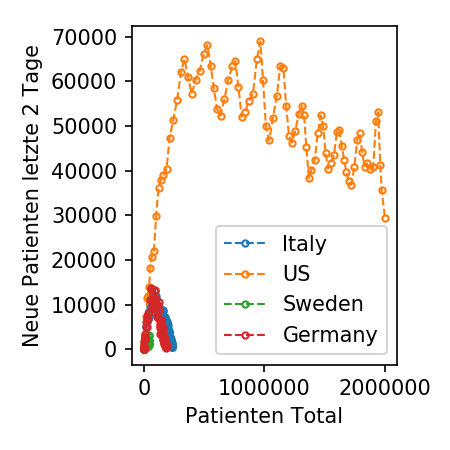 70000
60000
50000
40000
30000
20000
10000
0
Neue Patienten letzte 2 Tage
Italy
US
Sweden
Germany
0
1000000
2000000
Patienten Total